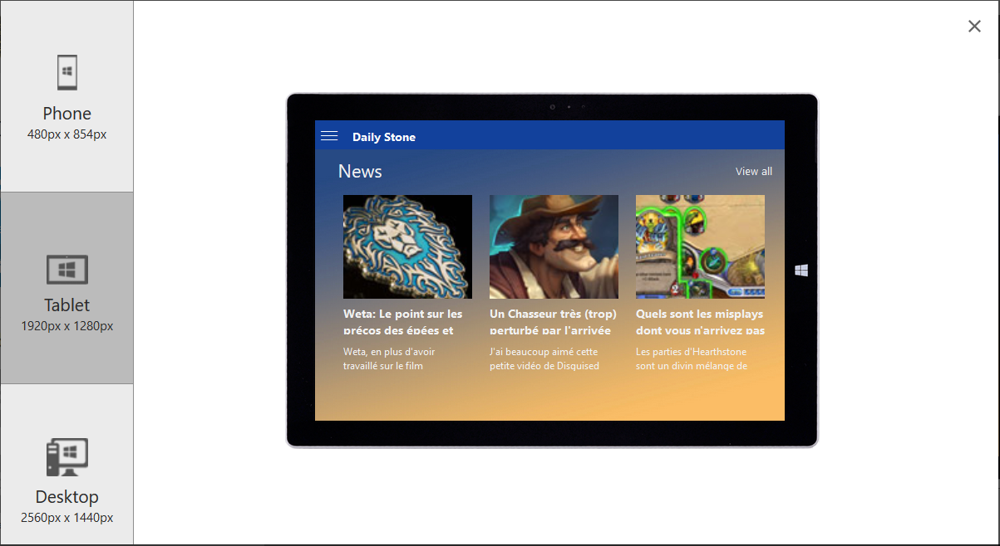 Phone
480px x 854px
Tablet
1920px x 1280px
Desktop
2560px x 1440px
Daily Stone
News
View all
Weta: Le point sur les
précos des épées et
Weta, en plus d'avoir
travaillé sur le film
Un Chasseur très (trop)
perturbé par l'arrivée
J'ai beaucoup aimé cette
petite vidéo de Disguised
Quels sont les misplays
dont vous n'arrivez pas
Les parties d'Hearthstone
sont un divin mélange de